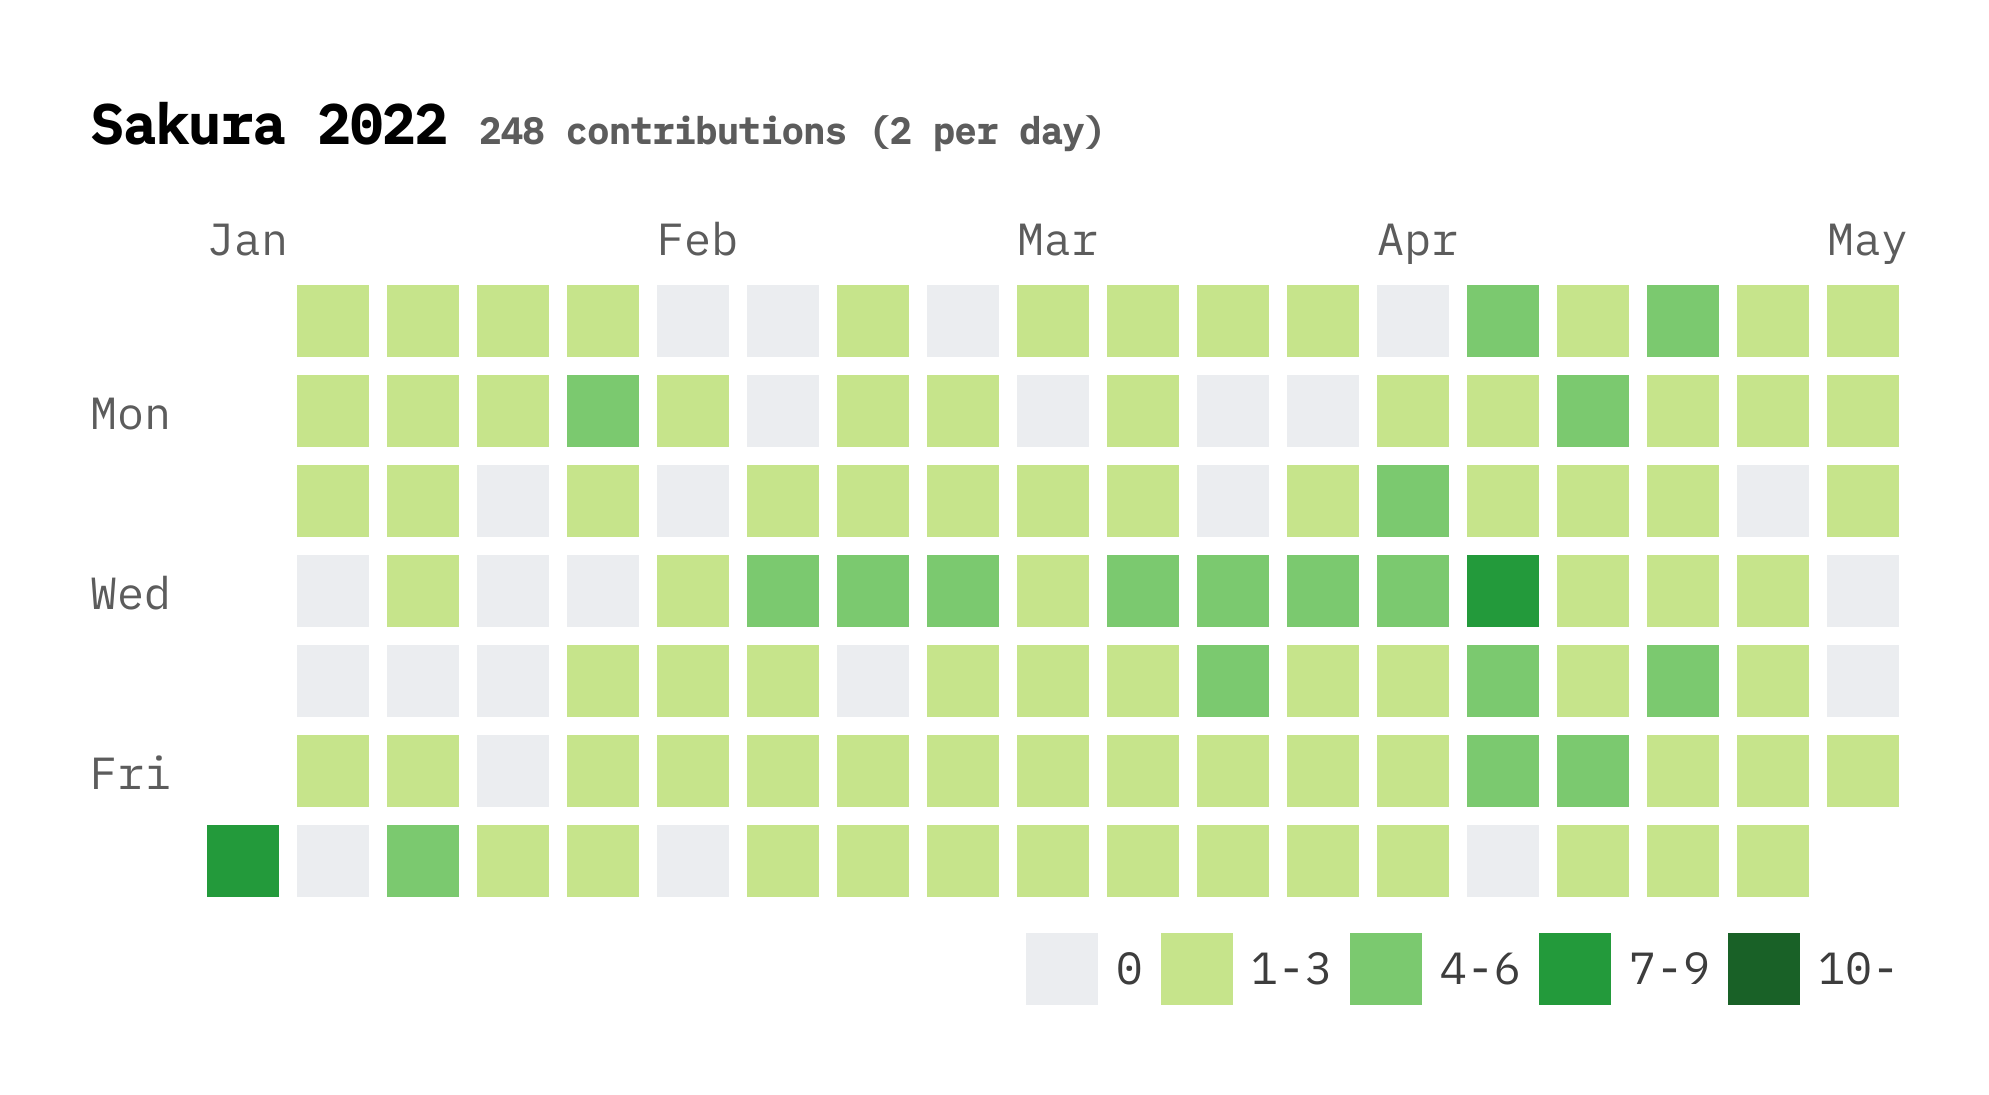 Sakura 2022 248 contributions (2 per day)
Jan Feb Mar Apr May
Mon
Wed
Fri
0 1-3 4-6 7-9 10-